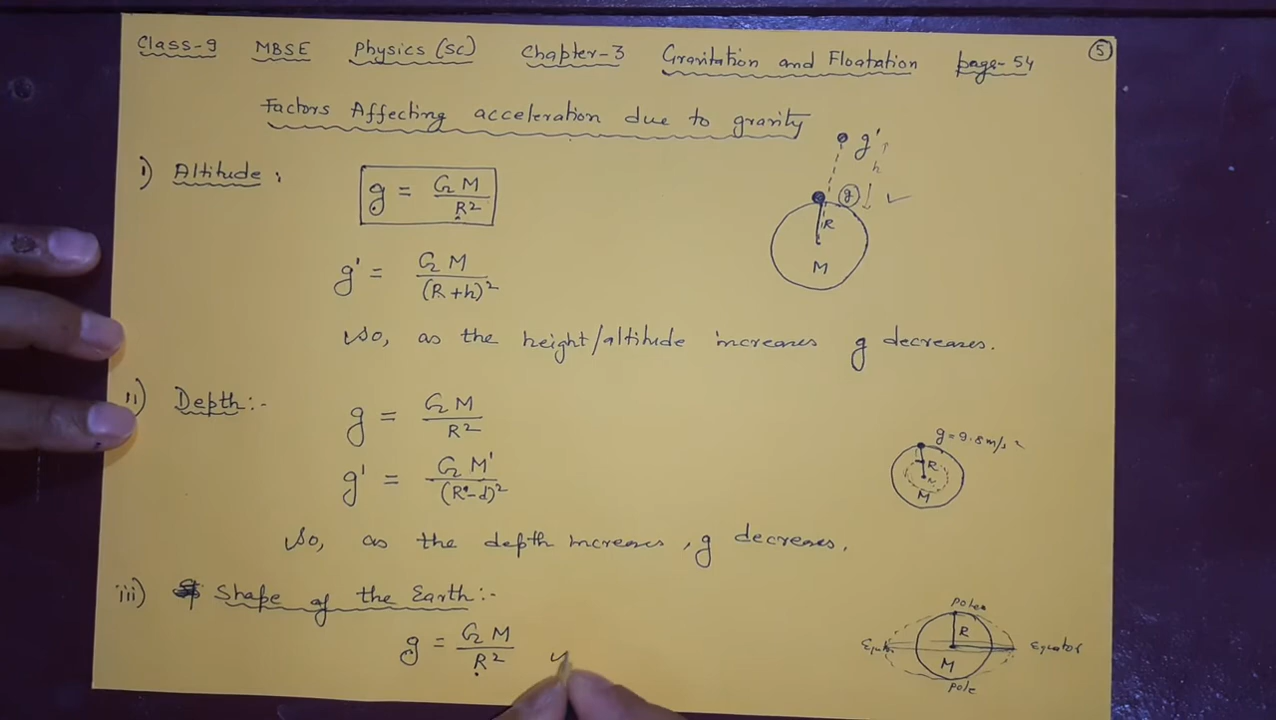 Class-9 MBSE Physics (SC) Chapter-3 Gravitation and Floatation page-54 5
Factors Affecting acceleration due to gravity
i) Altitude :
g = GM / R²
g' = GM / (R+h)²
g'
h
g ✓
R
M
So, as the height/altitude increases g decreases.
ii) Depth:-
g = GM / R²
g' = GM' / (R-d)²
g=9.8m/s²
R
M
So, as the depth increases, g decreases.
iii) Shape of the Earth:-
g = GM / R²
Poles
R
Equator
M
Pole